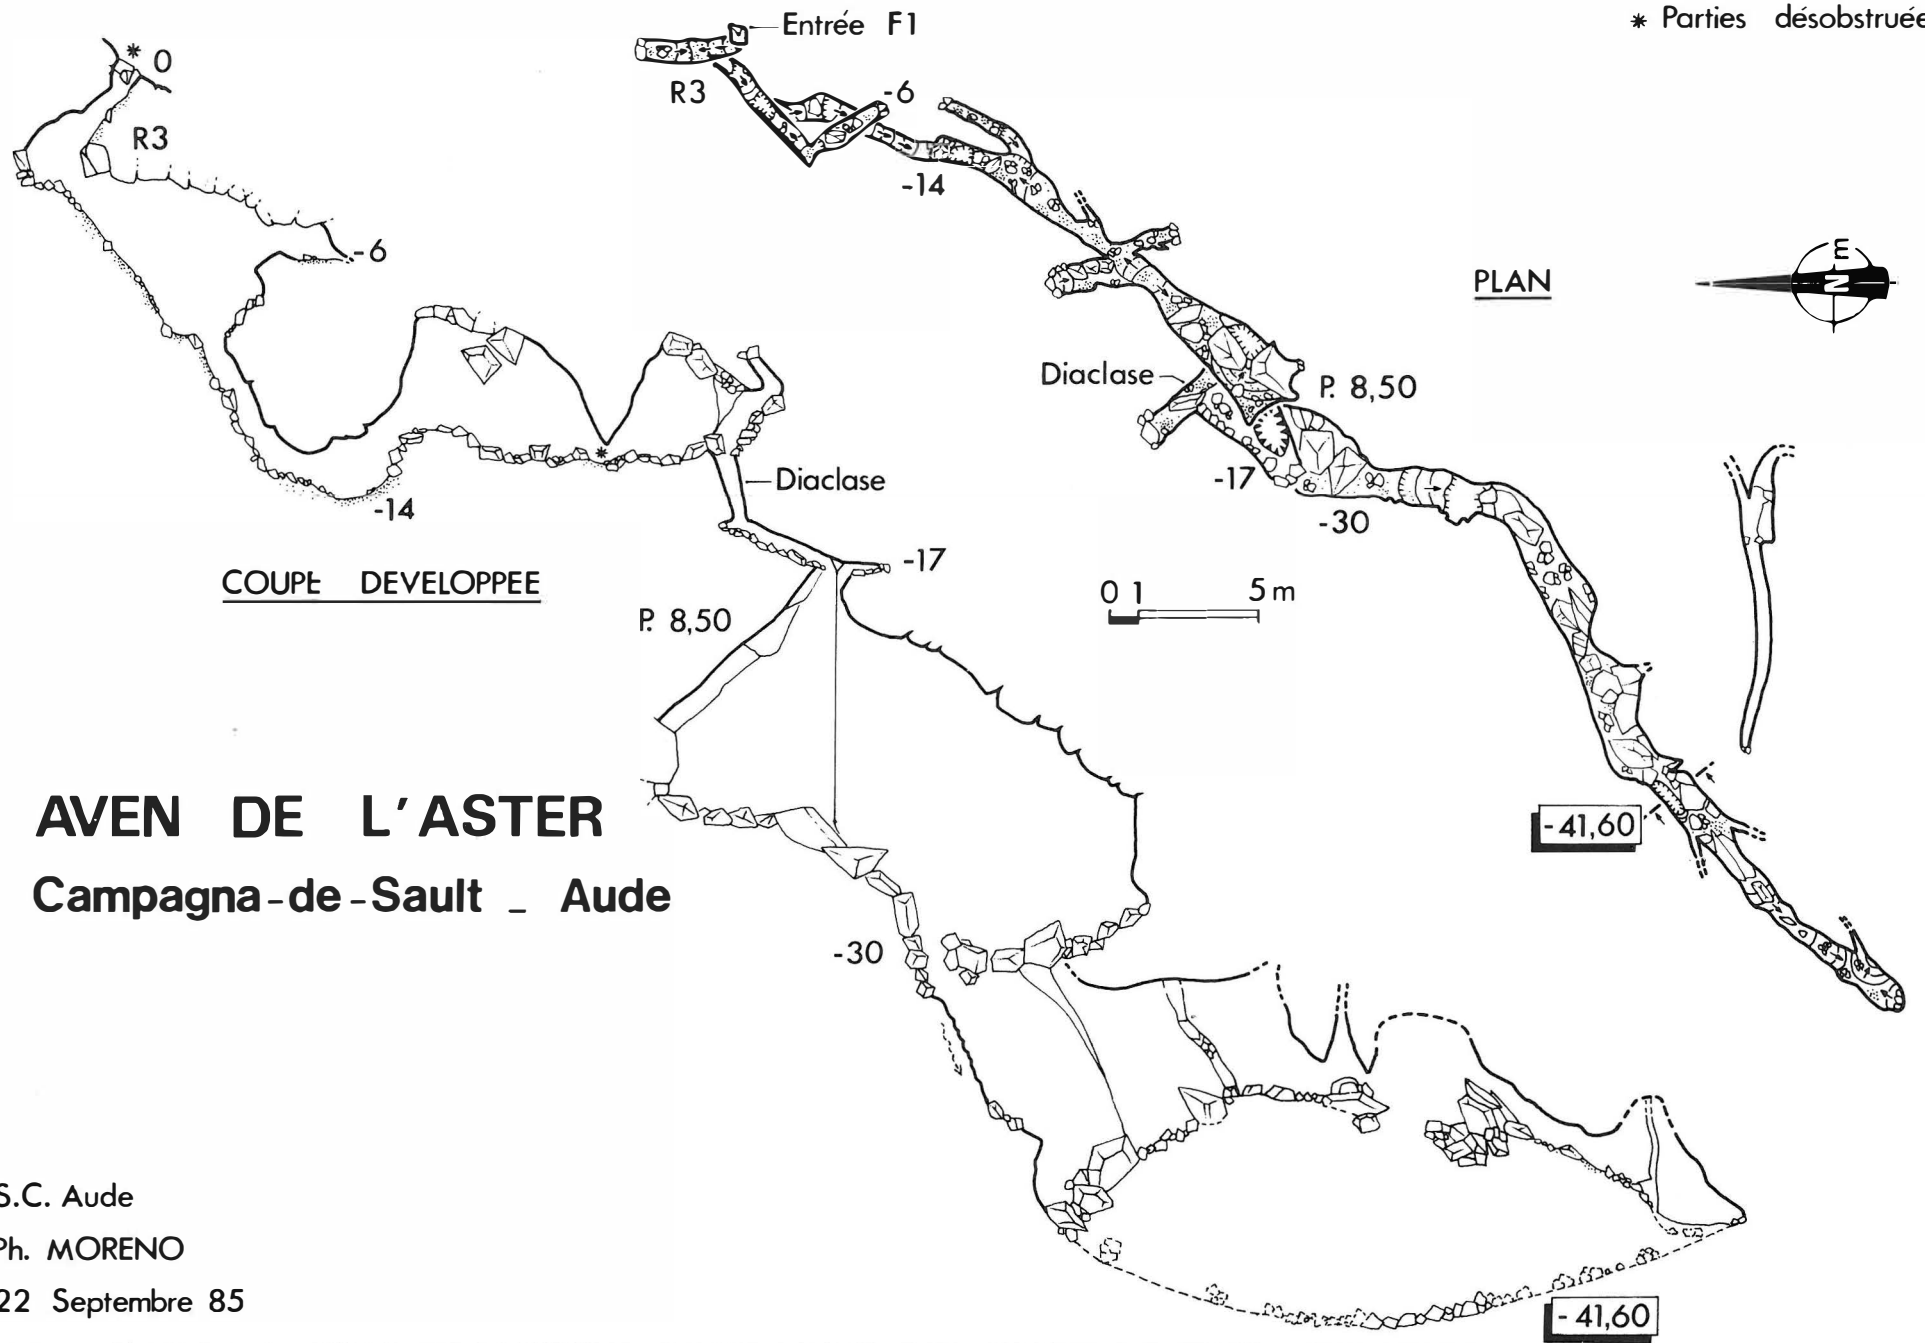 Entrée F1
* Parties désobstruée
* 0
R3
R3
-6
-14
-6
PLAN
N m
Diaclase
P. 8,50
-17
-30
*
Diaclase
-14
-17
COUPE DEVELOPPEE
0 1 5 m
P. 8,50
AVEN DE L'ASTER
-41,60
Campagna-de-Sault _ Aude
-30
S.C. Aude
Ph. MORENO
22 Septembre 85
-41,60